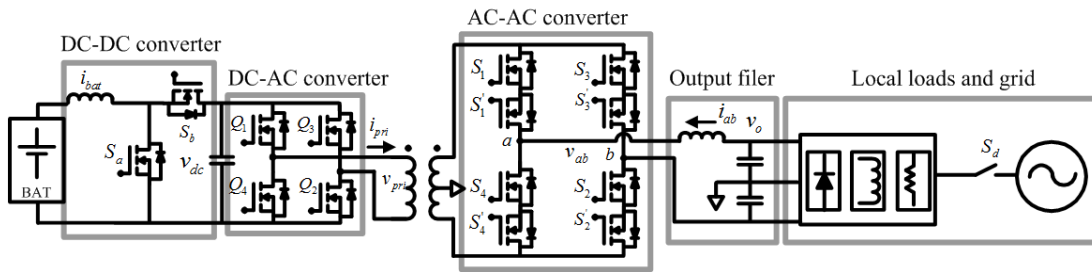 AC-AC converter
DC-DC converter
DC-AC converter
Output filer
Local loads and grid
i_bat
S_b
S_a
v_dc
BAT
Q_1
Q_3
Q_4
Q_2
i_pri
v_pri
S_1
S_1'
S_3
S_3'
a
v_ab
b
S_4
S_4'
S_2
S_2'
i_ab
v_o
S_d